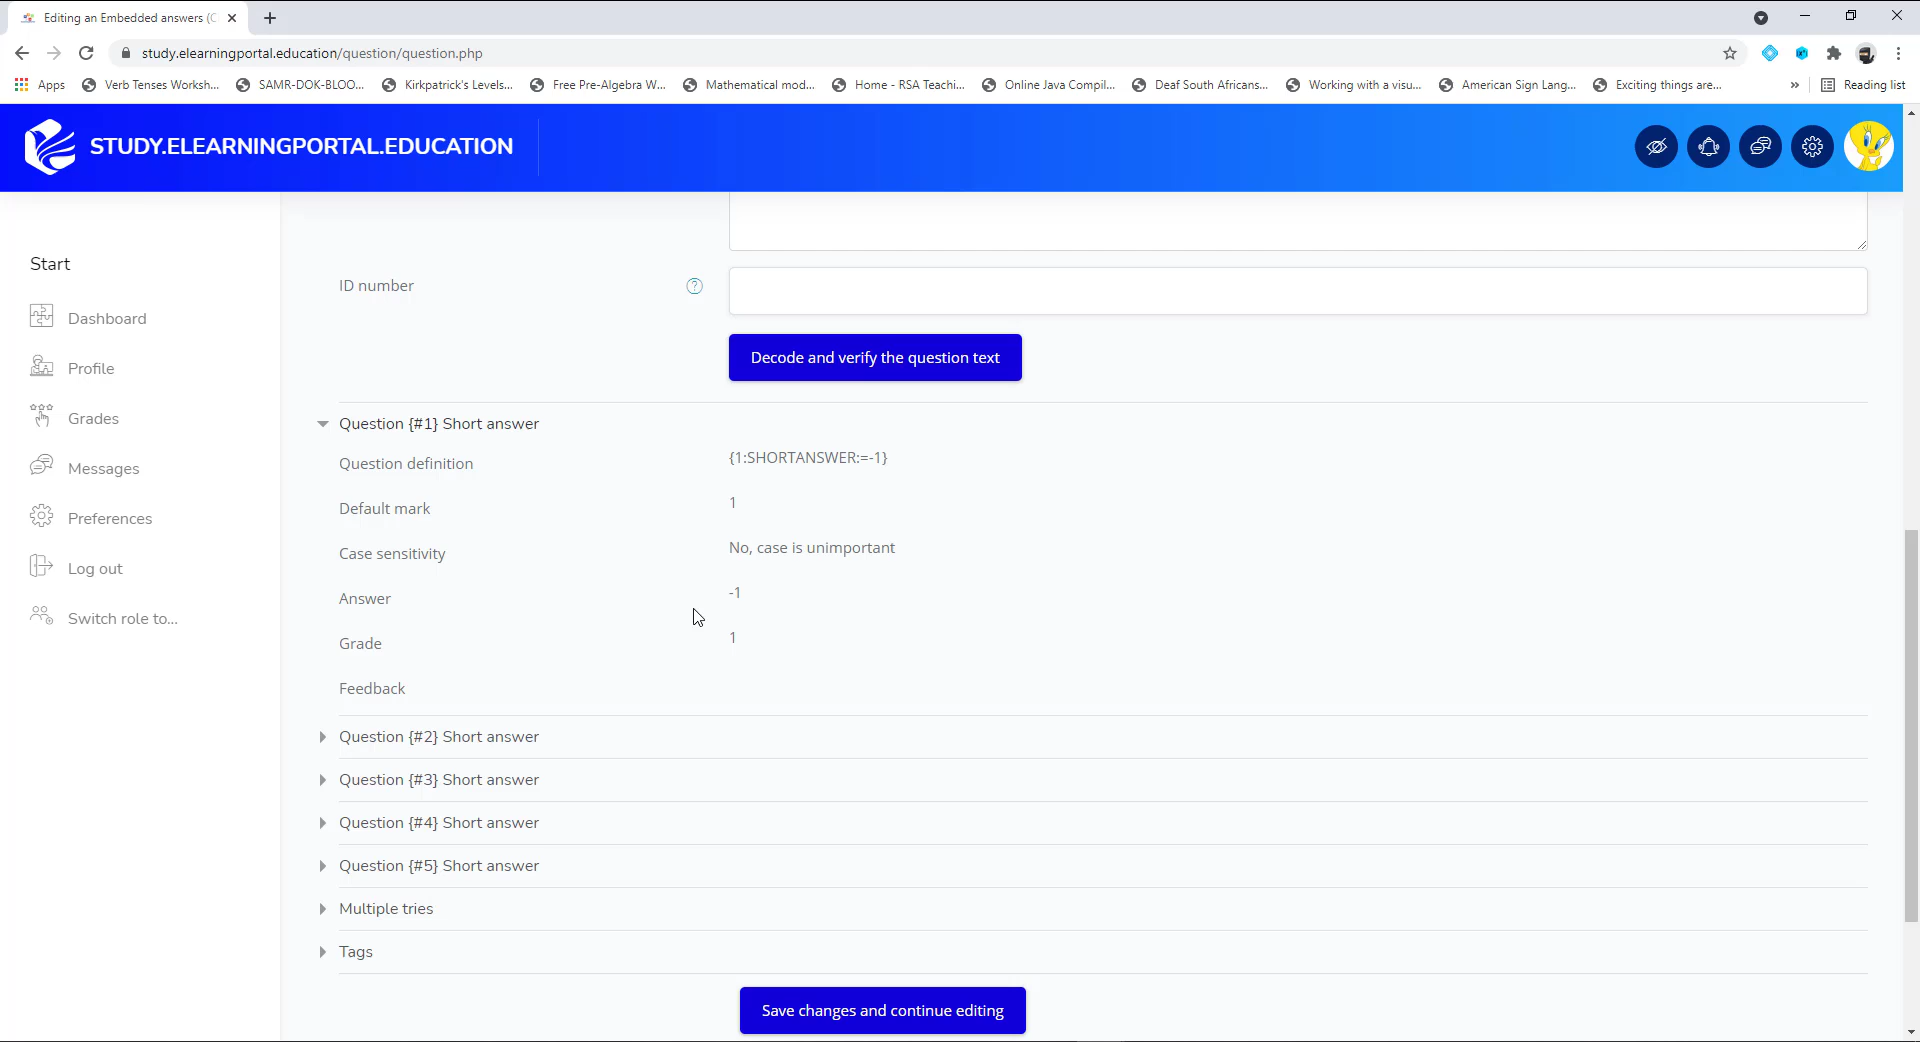 Editing an Embedded answers (C
study.elearningportal.education/question/question.php
Apps
Verb Tenses Worksh...
SAMR-DOK-BLOO...
Kirkpatrick's Levels...
Free Pre-Algebra W...
Mathematical mod...
Home - RSA Teachi...
Online Java Compil...
Deaf South Africans...
Working with a visu...
American Sign Lang...
Exciting things are...
»
Reading list
STUDY.ELEARNINGPORTAL.EDUCATION
Start
Dashboard
Profile
Grades
Messages
Preferences
Log out
Switch role to...
ID number
?
Decode and verify the question text
Question {#1} Short answer
Question definition {1:SHORTANSWER:=-1}
Default mark 1
Case sensitivity No, case is unimportant
Answer -1
Grade 1
Feedback
Question {#2} Short answer
Question {#3} Short answer
Question {#4} Short answer
Question {#5} Short answer
Multiple tries
Tags
Save changes and continue editing